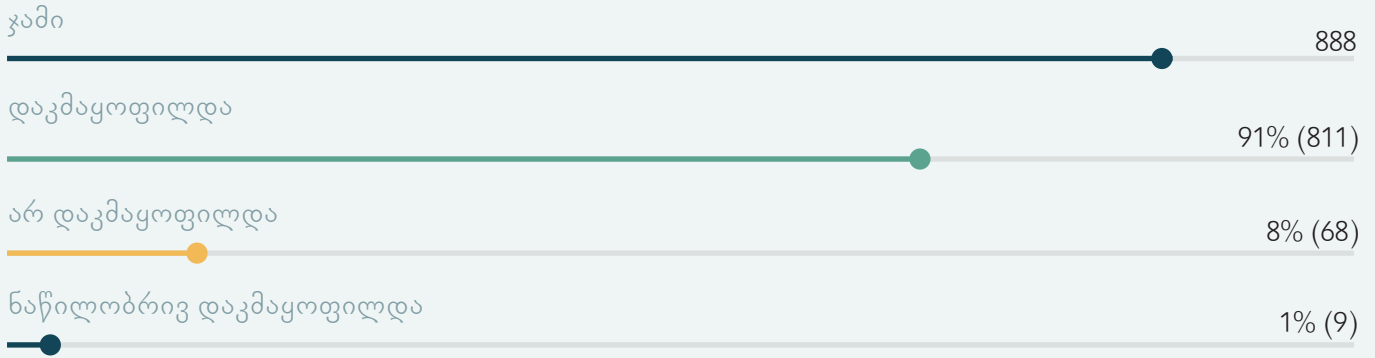 ჯამი
888
დაკმაყოფილდა
91% (811)
არ დაკმაყოფილდა
8% (68)
ნაწილობრივ დაკმაყოფილდა
1% (9)